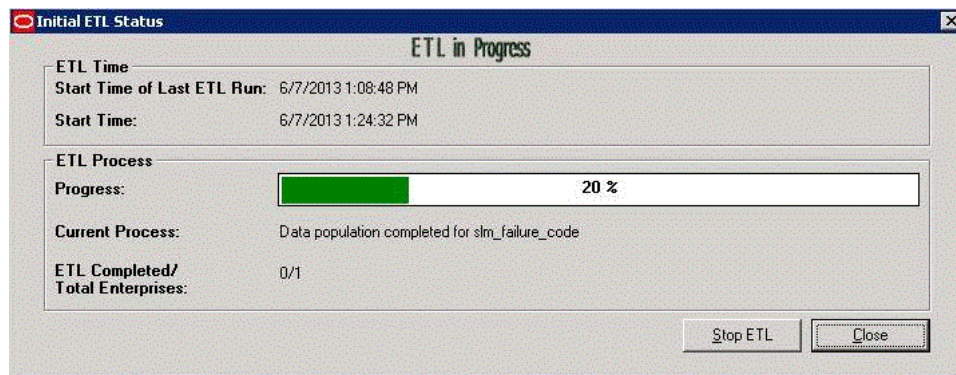 Initial ETL Status
ETL in Progress
ETL Time
Start Time of Last ETL Run: 6/7/2013 1:08:48 PM
Start Time: 6/7/2013 1:24:32 PM
ETL Process
Progress: 20 %
Current Process: Data population completed for slm_failure_code
ETL Completed/
Total Enterprises: 0/1
Stop ETL Close